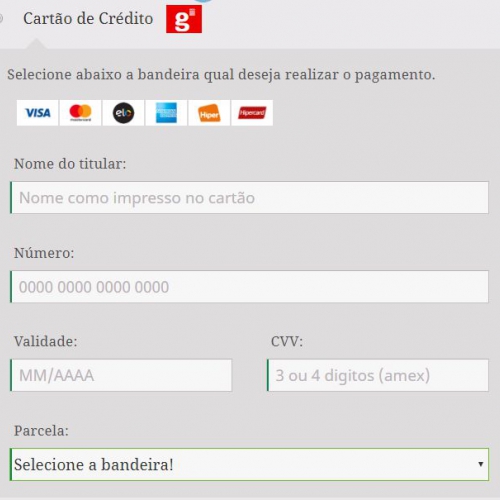 Cartão de Crédito g
Selecione abaixo a bandeira qual deseja realizar o pagamento.
VISA mastercard elo Hiper Hipercard
Nome do titular:
Nome como impresso no cartão
Número:
0000 0000 0000 0000
Validade: CVV:
MM/AAAA 3 ou 4 digitos (amex)
Parcela:
Selecione a bandeira!